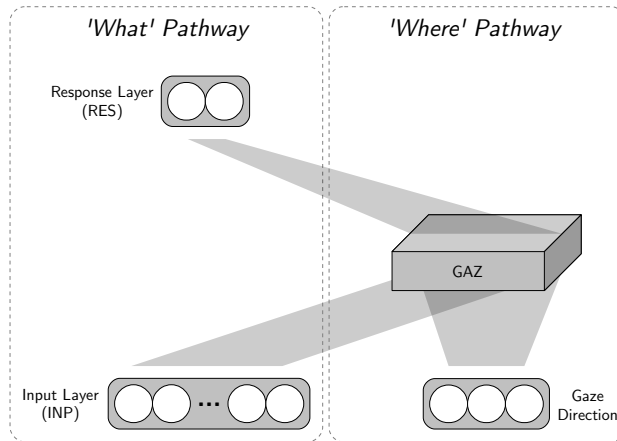 'What' Pathway
'Where' Pathway
Response Layer
(RES)
GAZ
Input Layer
(INP)
...
Gaze
Direction